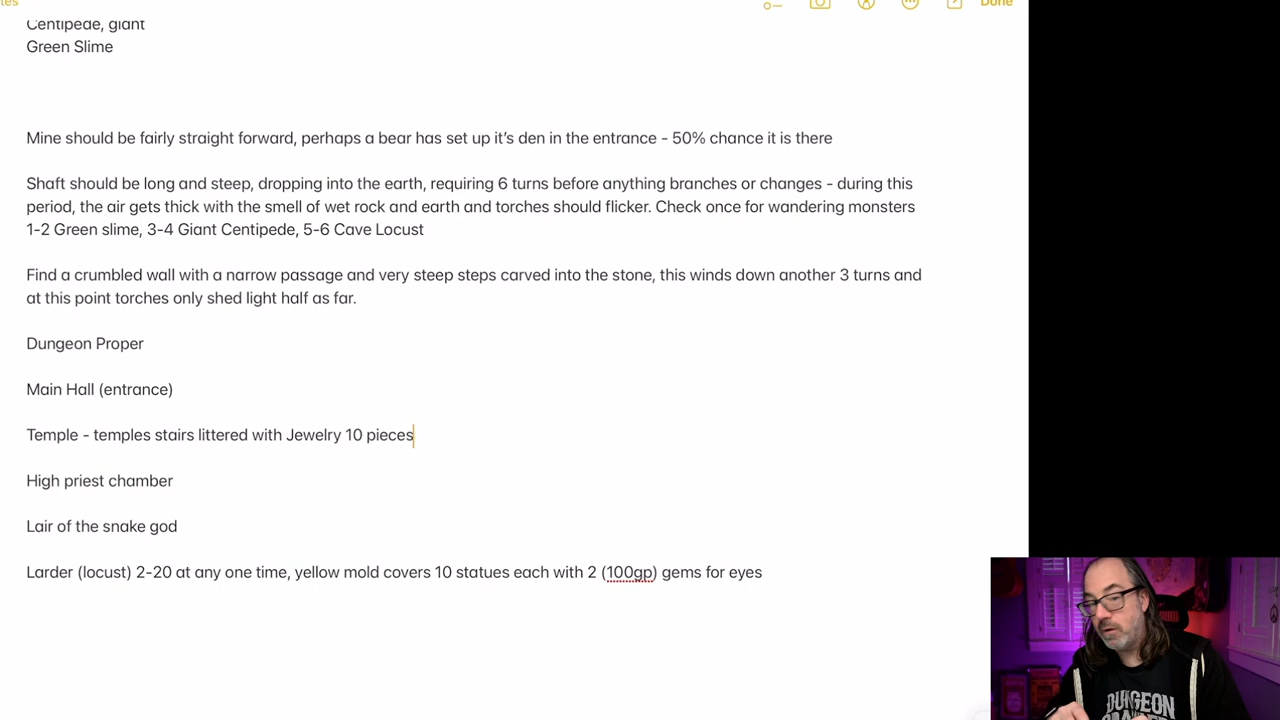 tes
Done
Centipede, giant
Green Slime
Mine should be fairly straight forward, perhaps a bear has set up it's den in the entrance - 50% chance it is there
Shaft should be long and steep, dropping into the earth, requiring 6 turns before anything branches or changes - during this
period, the air gets thick with the smell of wet rock and earth and torches should flicker. Check once for wandering monsters
1-2 Green slime, 3-4 Giant Centipede, 5-6 Cave Locust
Find a crumbled wall with a narrow passage and very steep steps carved into the stone, this winds down another 3 turns and
at this point torches only shed light half as far.
Dungeon Proper
Main Hall (entrance)
Temple - temples stairs littered with Jewelry 10 pieces
High priest chamber
Lair of the snake god
Larder (locust) 2-20 at any one time, yellow mold covers 10 statues each with 2 (100gp) gems for eyes
DUNGEON